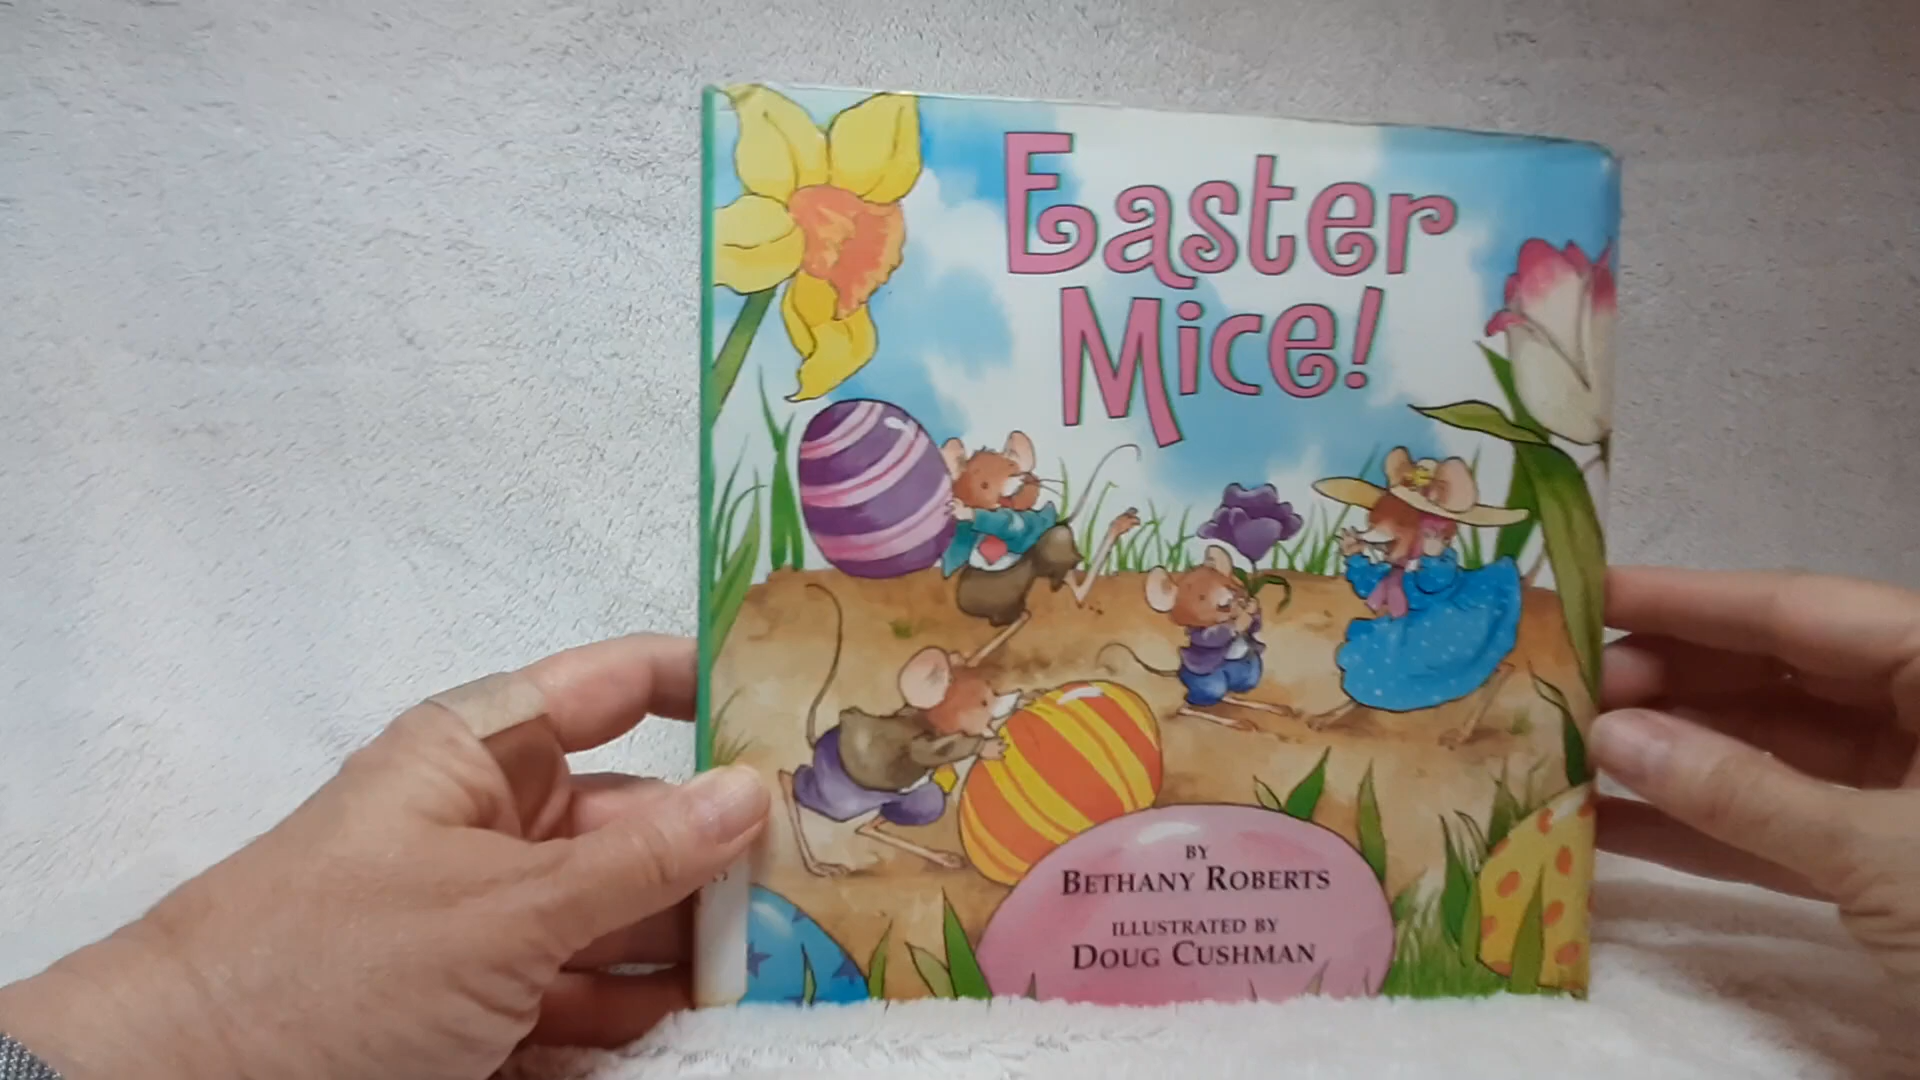 Easter
Mice!
BY
BETHANY ROBERTS
ILLUSTRATED BY
DOUG CUSHMAN